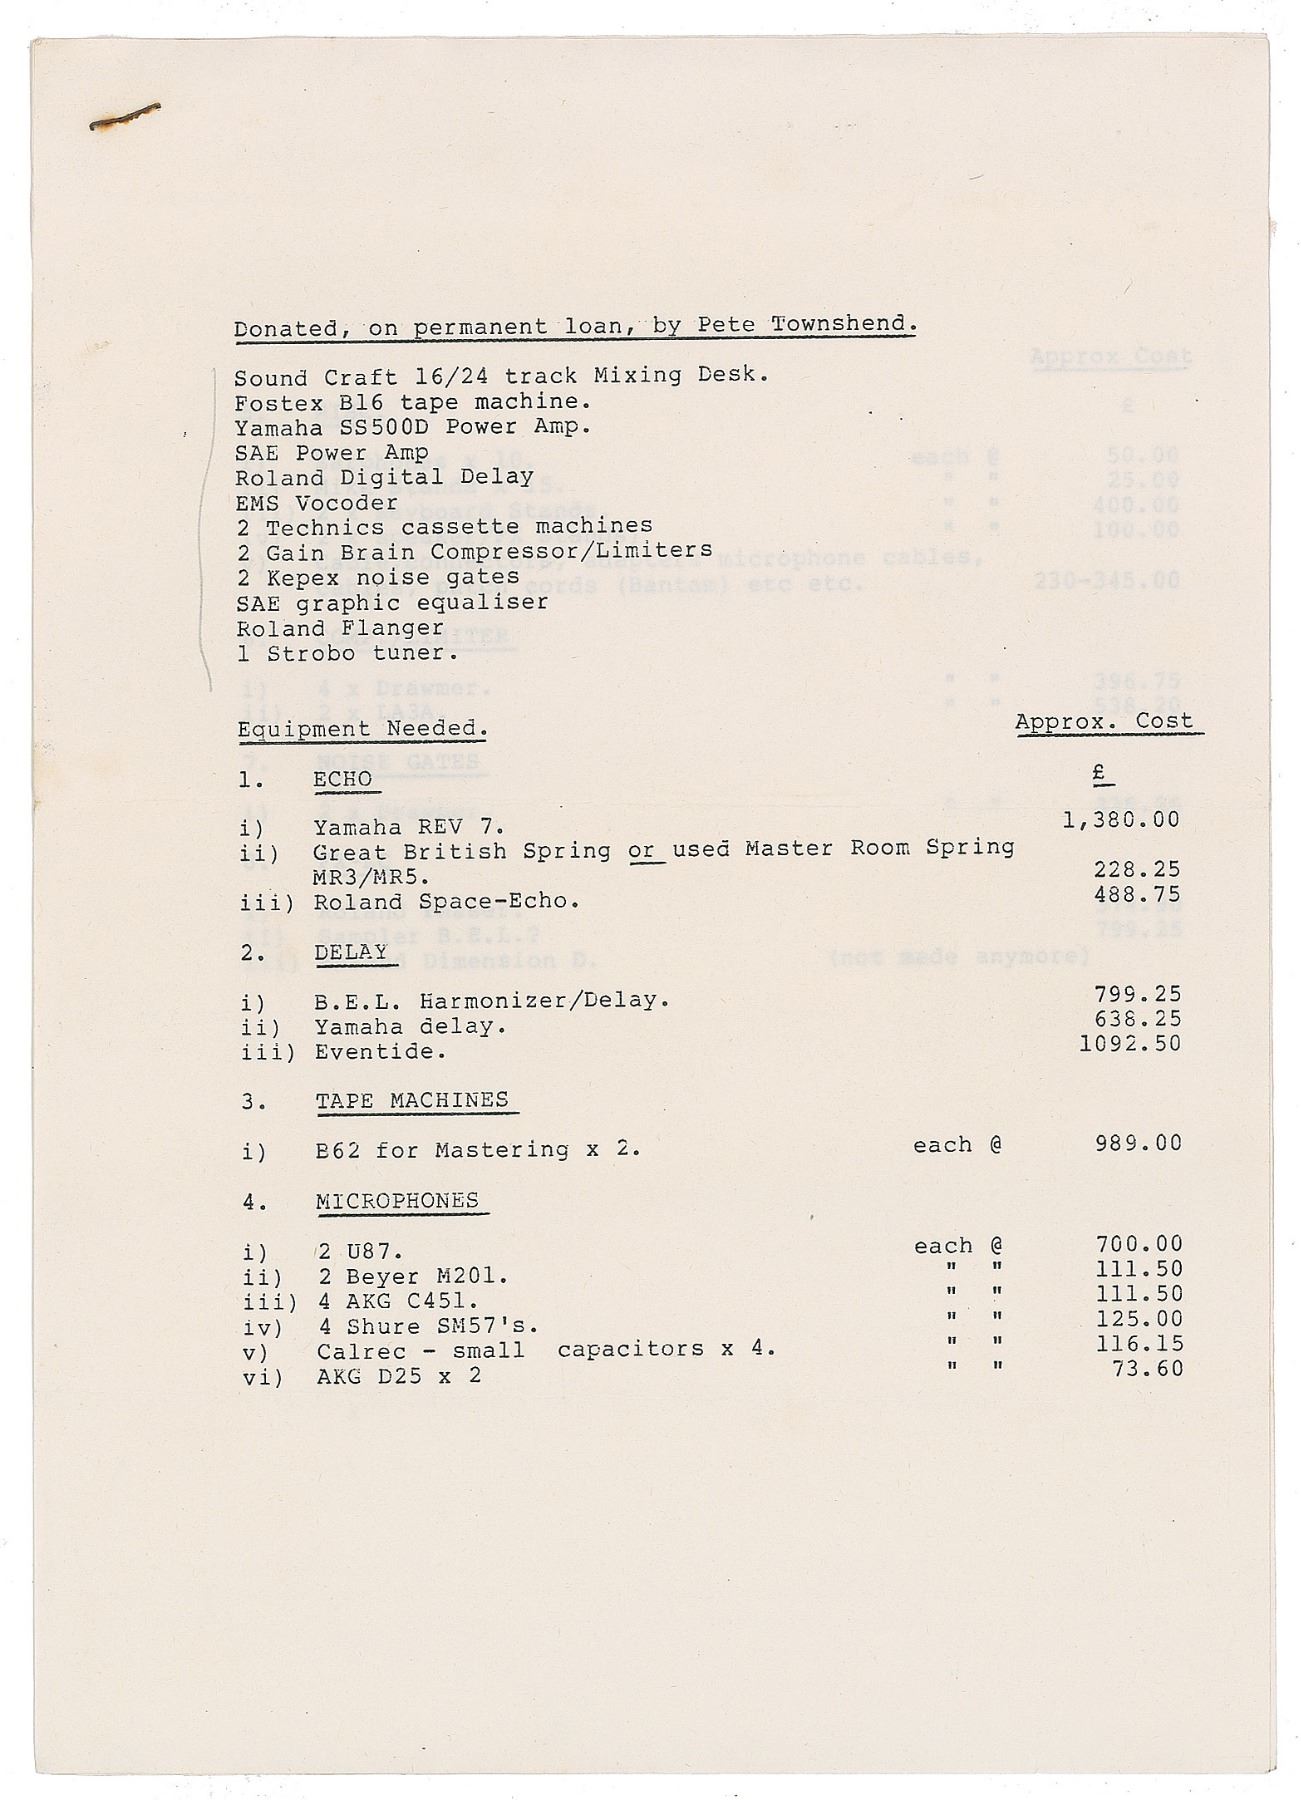 Donated, on permanent loan, by Pete Townshend.
Sound Craft 16/24 track Mixing Desk.
Fostex B16 tape machine.
Yamaha SS500D Power Amp.
SAE Power Amp
Roland Digital Delay
EMS Vocoder
2 Technics cassette machines
2 Gain Brain Compressor/Limiters
2 Kepex noise gates
SAE graphic equaliser
Roland Flanger
1 Strobo tuner.
Equipment Needed. Approx. Cost
1. ECHO £
i) Yamaha REV 7. 1,380.00
ii) Great British Spring or used Master Room Spring
MR3/MR5. 228.25
iii) Roland Space-Echo. 488.75
2. DELAY
i) B.E.L. Harmonizer/Delay. 799.25
ii) Yamaha delay. 638.25
iii) Eventide. 1092.50
3. TAPE MACHINES
i) B62 for Mastering x 2. each @ 989.00
4. MICROPHONES
i) 2 U87. each @ 700.00
ii) 2 Beyer M201. " " 111.50
iii) 4 AKG C451. " " 111.50
iv) 4 Shure SM57's. " " 125.00
v) Calrec - small capacitors x 4. " " 116.15
vi) AKG D25 x 2 " " 73.60